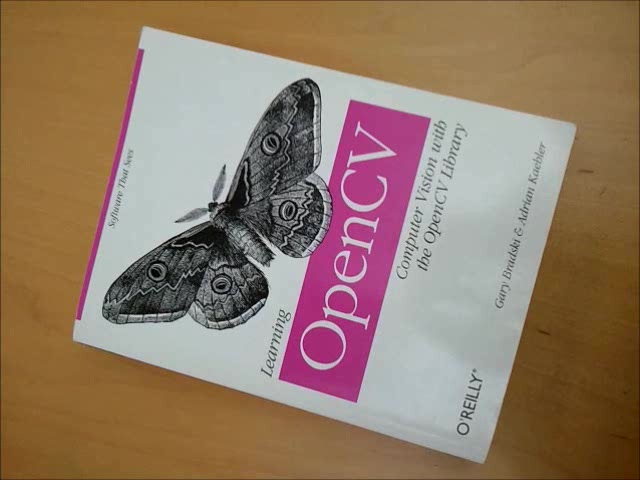 Software That Sees
Learning
OpenCV
Computer Vision with
the OpenCV Library
Gary Bradski & Adrian Kaehler
O'REILLY®